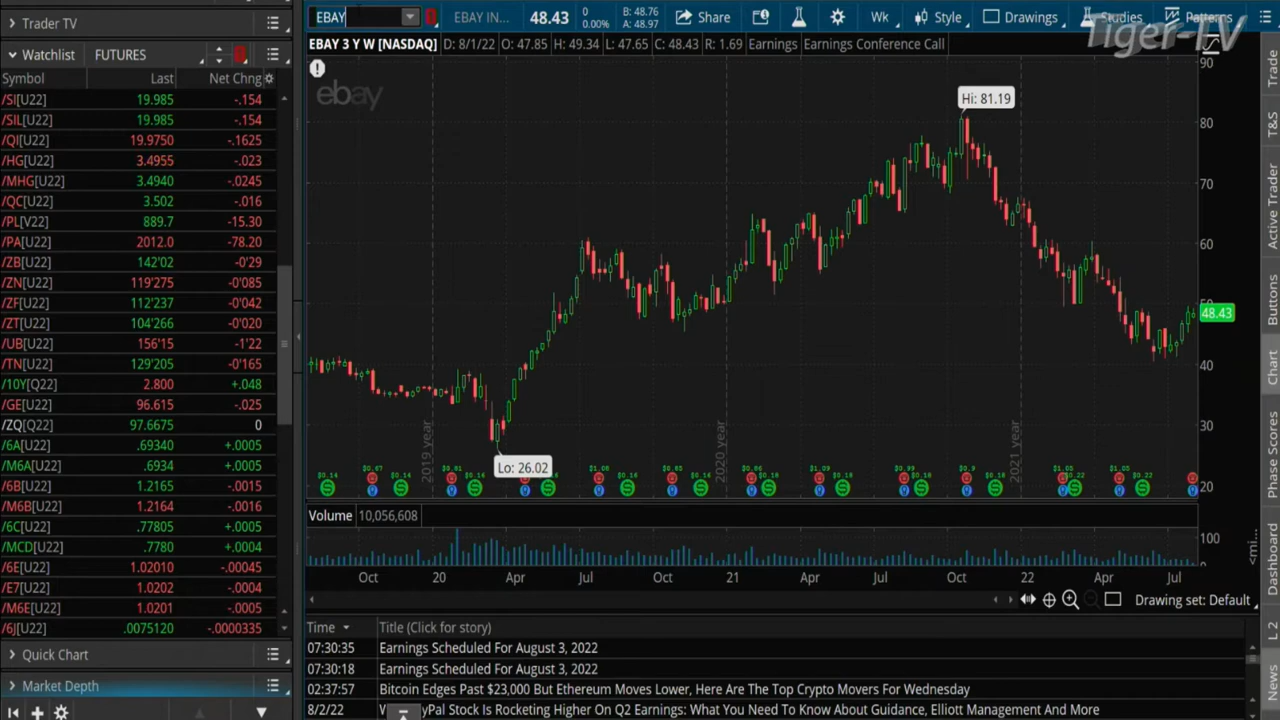 Trader TV
EBAY
EBAY IN... 48.43 0 0.00% B: 48.76 A: 48.97 Share Wk Style Drawings Studies Patterns
Tiger-TV
Watchlist FUTURES
EBAY 3 Y W [NASDAQ] D: 8/1/22 O: 47.85 H: 49.34 L: 47.65 C: 48.43 R: 1.69 Earnings Earnings Conference Call
Symbol Last Net Chng
/SI[U22] 19.985 -.154
/SIL[U22] 19.985 -.154
/QI[U22] 19.9750 -.1625
/HG[U22] 3.4955 -.023
/MHG[U22] 3.4940 -.0245
/QC[U22] 3.502 -.016
/PL[V22] 889.7 -15.30
/PA[U22] 2012.0 -78.20
/ZB[U22] 142'02 -0'29
/ZN[U22] 119'275 -0'085
/ZF[U22] 112'237 -0'042
/ZT[U22] 104'266 -0'020
/UB[U22] 156'15 -1'22
/TN[U22] 129'205 -0'165
/10Y[Q22] 2.800 +.048
/GE[U22] 96.615 -.025
/ZQ[Q22] 97.6675 0
/6A[U22] .69340 +.0005
/M6A[U22] .6934 +.0005
/6B[U22] 1.2165 -.0015
/M6B[U22] 1.2164 -.0016
/6C[U22] .77805 +.0005
/MCD[U22] .7780 +.0004
/6E[U22] 1.02010 -.00045
/E7[U22] 1.0202 -.0004
/M6E[U22] 1.0201 -.0005
/6J[U22] .0075120 -0.0000335
Quick Chart
Market Depth
ebay
Hi: 81.19
Lo: 26.02
90
80
70
60
50
48.43
40
30
20
2019 year
2020 year
2021 year
Volume 10,056,608
100
0
Oct 20 Apr Jul Oct 21 Apr Jul Oct 22 Apr Jul
<mi...
Drawing set: Default
Time Title (Click for story)
07:30:35 Earnings Scheduled For August 3, 2022
07:30:18 Earnings Scheduled For August 3, 2022
02:37:57 Bitcoin Edges Past $23,000 But Ethereum Moves Lower, Here Are The Top Crypto Movers For Wednesday
8/2/22 yPal Stock Is Rocketing Higher On Q2 Earnings: What You Need To Know About Guidance, Elliott Management And More
Trade
T&S
Active Trader
Buttons
Chart
Phase Scores
Dashboard
L 2
News